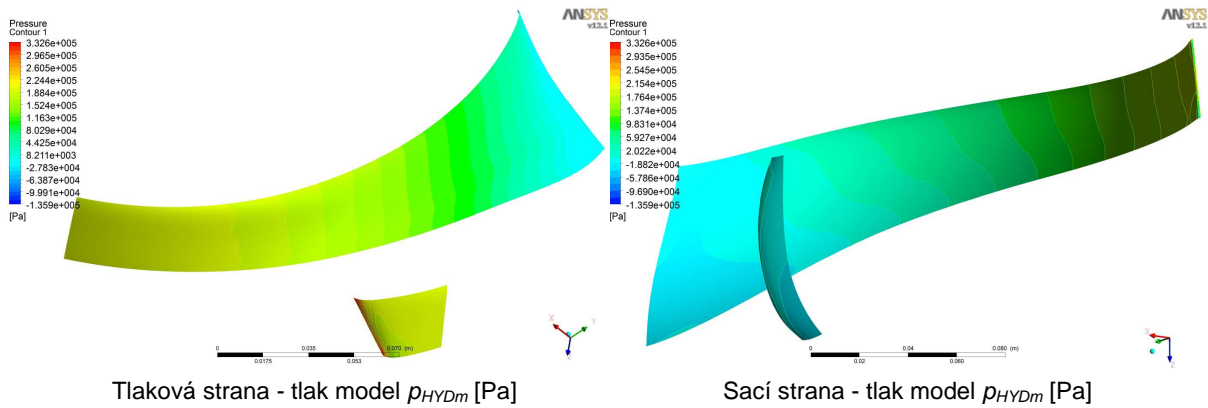 ANSYS
v12.1
Pressure
Contour 1
3.326e+005
2.965e+005
2.605e+005
2.244e+005
1.884e+005
1.524e+005
1.163e+005
8.029e+004
4.425e+004
8.211e+003
-2.783e+004
-6.387e+004
-9.991e+004
-1.359e+005
[Pa]
X
Y
Z
0
0.035
0.070 (m)
0.0175
0.053
Tlaková strana - tlak model pHYDm [Pa]
ANSYS
v12.1
Pressure
Contour 1
3.326e+005
2.935e+005
2.545e+005
2.154e+005
1.764e+005
1.374e+005
9.831e+004
5.927e+004
2.022e+004
-1.882e+004
-5.786e+004
-9.690e+004
-1.359e+005
[Pa]
X
Z
0
0.04
0.080 (m)
0.02
0.060
Sací strana - tlak model pHYDm [Pa]